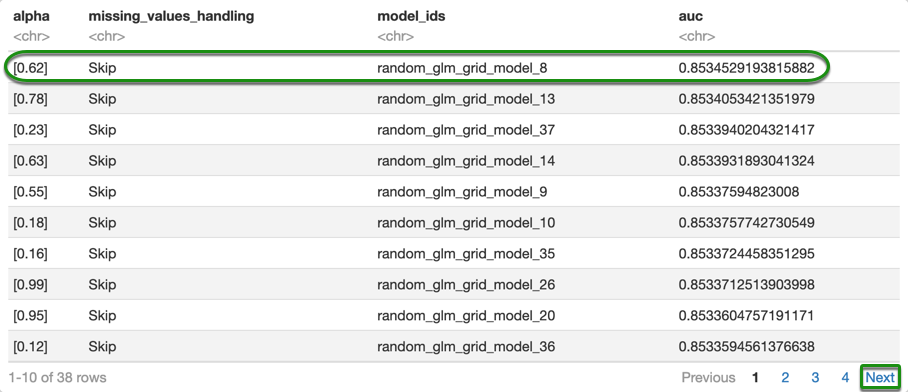 alpha missing_values_handling model_ids auc
<chr> <chr> <chr> <chr>
[0.62] Skip random_glm_grid_model_8 0.8534529193815882
[0.78] Skip random_glm_grid_model_13 0.8534053421351979
[0.23] Skip random_glm_grid_model_37 0.8533940204321417
[0.63] Skip random_glm_grid_model_14 0.8533931893041324
[0.55] Skip random_glm_grid_model_9 0.85337594823008
[0.18] Skip random_glm_grid_model_10 0.8533757742730549
[0.16] Skip random_glm_grid_model_35 0.8533724458351295
[0.99] Skip random_glm_grid_model_26 0.8533712513903998
[0.95] Skip random_glm_grid_model_20 0.8533604757191171
[0.12] Skip random_glm_grid_model_36 0.8533594561376638
1-10 of 38 rows Previous 1 2 3 4 Next